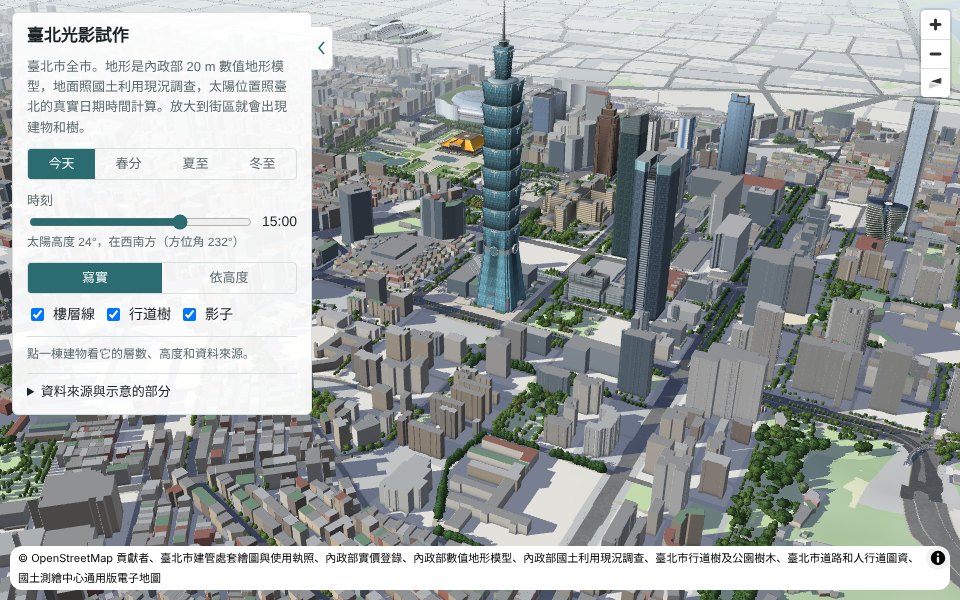 臺北光影試作
臺北市全市。地形是內政部 20 m 數值地形模
型，地面照國土利用現況調查，太陽位置照臺
北的真實日期時間計算。放大到街區就會出現
建物和樹。
今天 春分 夏至 冬至
時刻
15:00
太陽高度 24°，在西南方（方位角 232°）
寫實 依高度
樓層線 行道樹 影子
點一棟建物看它的層數、高度和資料來源。
資料來源與示意的部分
© OpenStreetMap 貢獻者、臺北市建管處套繪圖與使用執照、內政部實價登錄、內政部數值地形模型、內政部國土利用現況調查、臺北市行道樹及公園樹木、臺北市道路和人行道圖資、
國土測繪中心通用版電子地圖